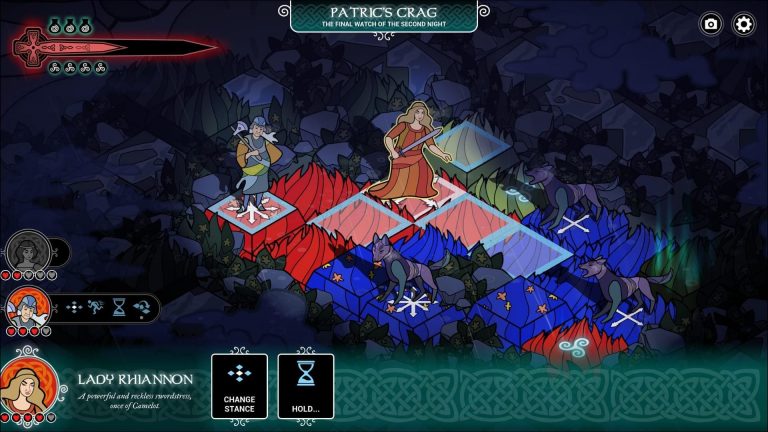 PATRIC'S CRAG
THE FINAL WATCH OF THE SECOND NIGHT
LADY RHIANNON
A powerful and reckless swordstress,
once of Camelot.
CHANGE
STANCE
HOLD...